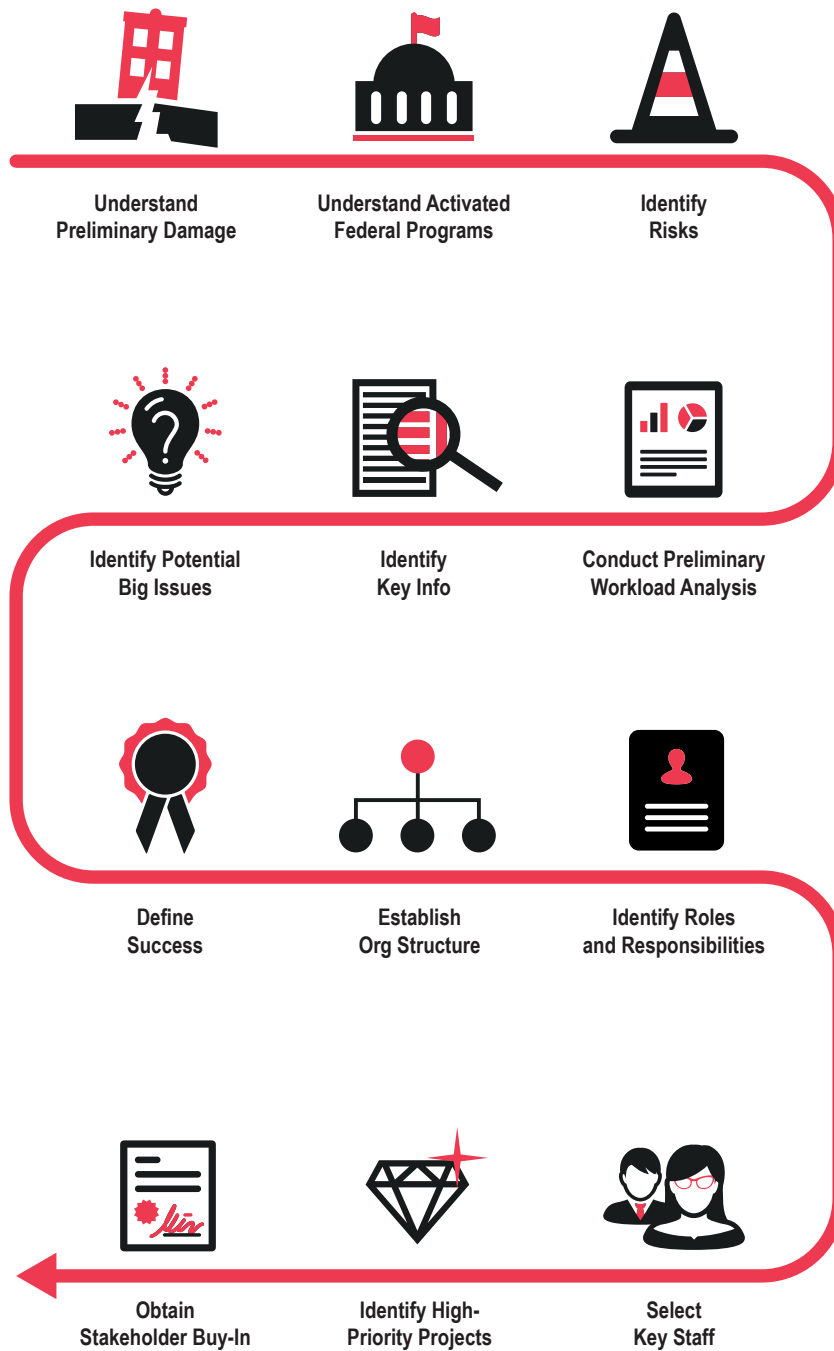 Understand
Preliminary Damage
Understand Activated
Federal Programs
Identify
Risks
Identify Potential
Big Issues
Identify
Key Info
Conduct Preliminary
Workload Analysis
Define
Success
Establish
Org Structure
Identify Roles
and Responsibilities
Obtain
Stakeholder Buy-In
Identify High-
Priority Projects
Select
Key Staff